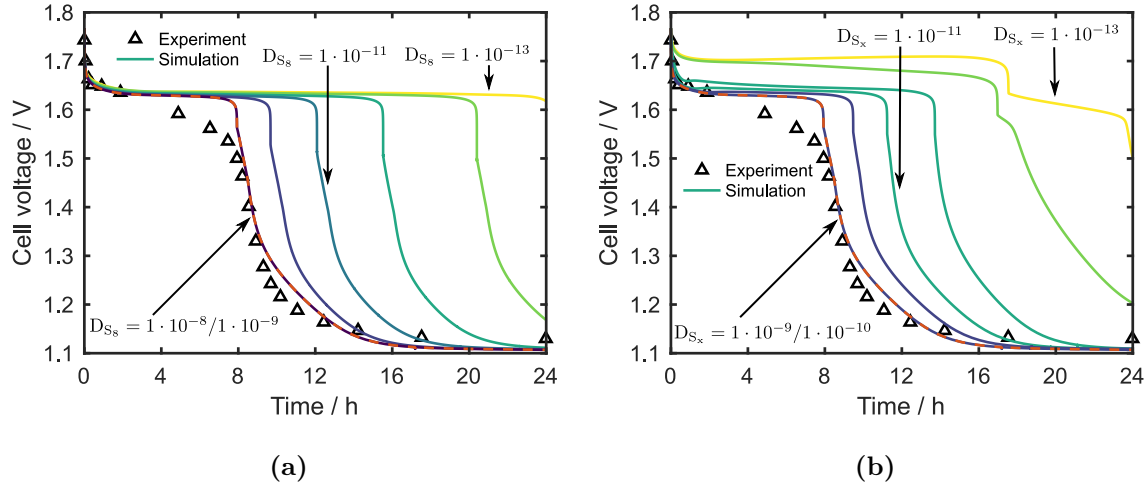 Cell voltage / V
1.8
1.7
1.6
1.5
1.4
1.3
1.2
1.1
0 4 8 12 16 20 24
Time / h
Experiment
Simulation
D_{S_8} = 1 · 10^{-11}
D_{S_8} = 1 · 10^{-13}
D_{S_8} = 1 · 10^{-8}/1 · 10^{-9}
(a)
Cell voltage / V
1.8
1.7
1.6
1.5
1.4
1.3
1.2
1.1
0 4 8 12 16 20 24
Time / h
D_{S_x} = 1 · 10^{-11}
D_{S_x} = 1 · 10^{-13}
Experiment
Simulation
D_{S_x} = 1 · 10^{-9}/1 · 10^{-10}
(b)